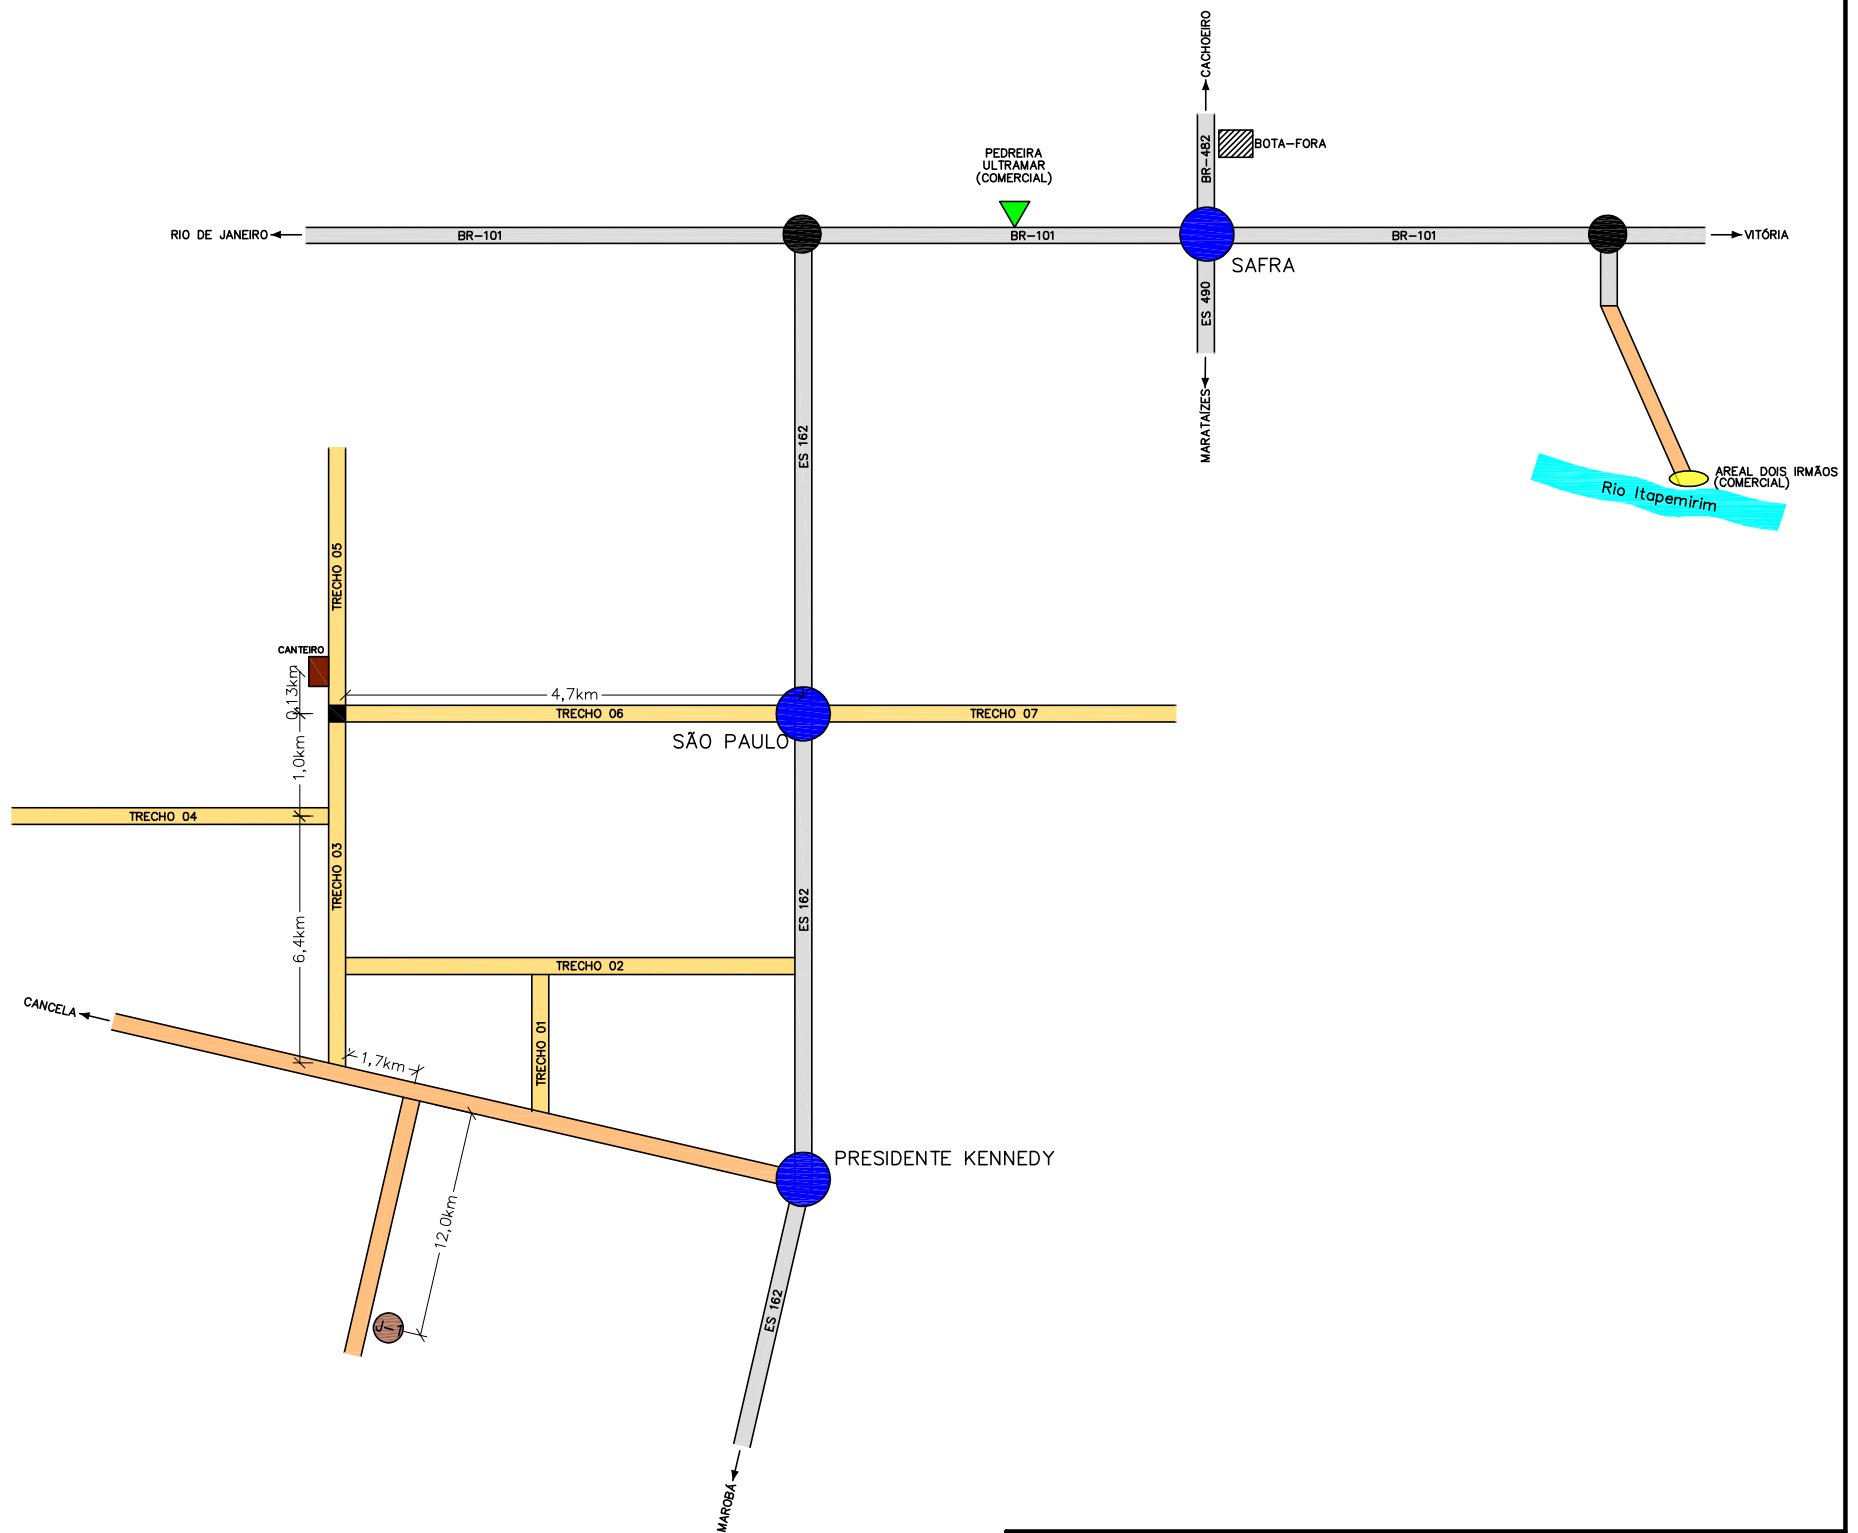 CACHOEIRO
BR-482
BOTA-FORA
PEDREIRA
ULTRAMAR
(COMERCIAL)
RIO DE JANEIRO
BR-101
BR-101
BR-101
VITÓRIA
SAFRA
ES 490
MARATAÍZES
ES 162
AREAL DOIS IRMÃOS
(COMERCIAL)
Rio Itapemirim
TRECHO 05
CANTEIRO
0,13km
4,7km
TRECHO 06
TRECHO 07
SÃO PAULO
1,0km
TRECHO 04
TRECHO 03
ES 162
6,4km
TRECHO 02
CANCELA
TRECHO 01
1,7km
PRESIDENTE KENNEDY
12,0km
J-1
ES 162
MAROBÁ